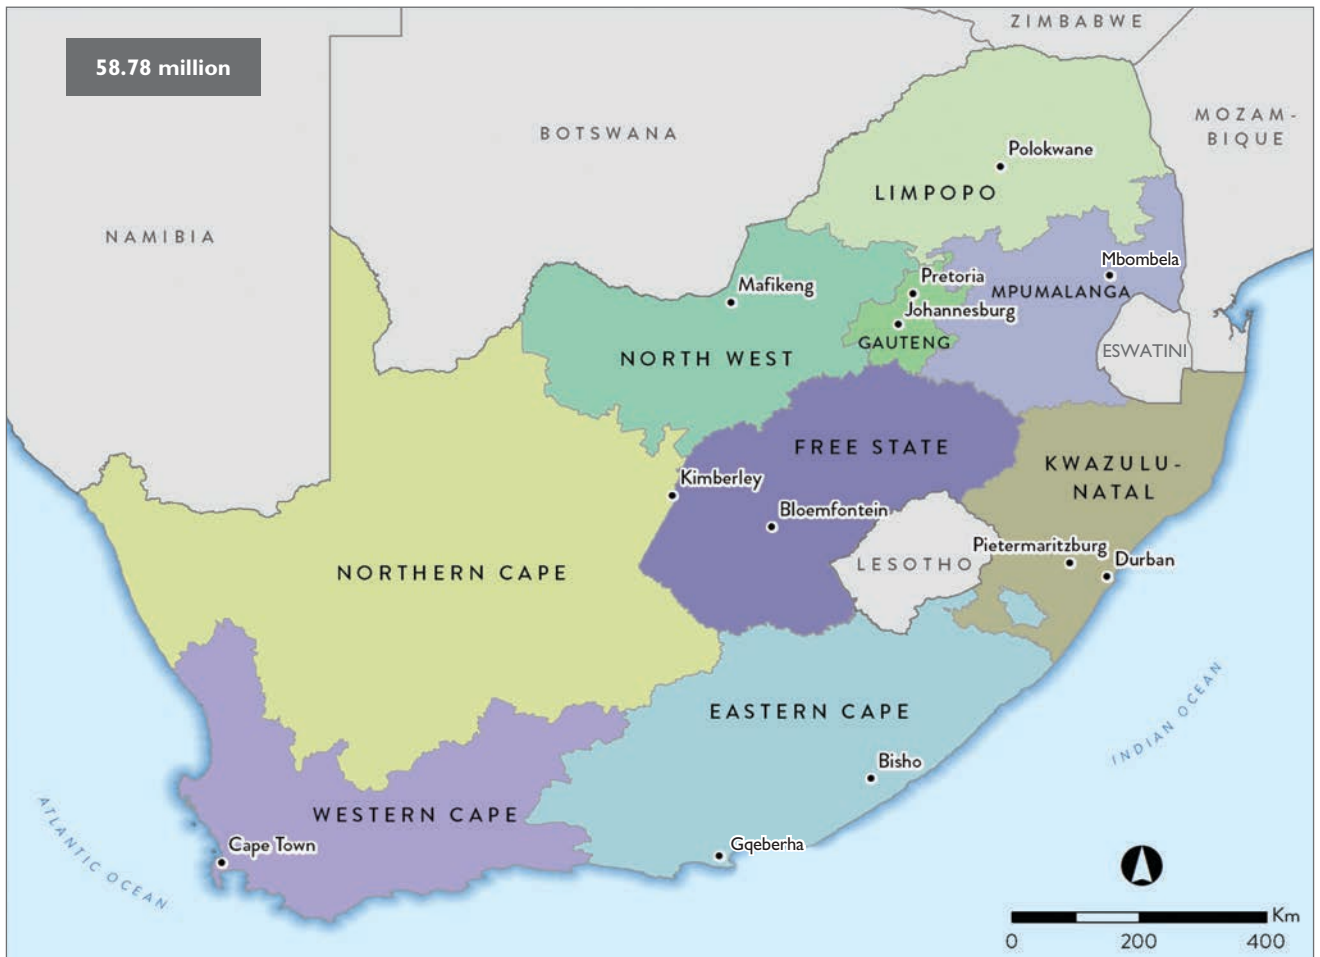 ZIMBABWE
58.78 million
MOZAM-
BIQUE
BOTSWANA
Polokwane
LIMPOPO
NAMIBIA
Mbombela
Pretoria
Mafikeng
MPUMALANGA
Johannesburg
GAUTENG
ESWATINI
NORTH WEST
FREE STATE
KWAZULU-
NATAL
Kimberley
Bloemfontein
Pietermaritzburg
Durban
LESOTHO
NORTHERN CAPE
EASTERN CAPE
INDIAN OCEAN
Bisho
WESTERN CAPE
Cape Town
Gqeberha
ATLANTIC OCEAN
Km
0 200 400